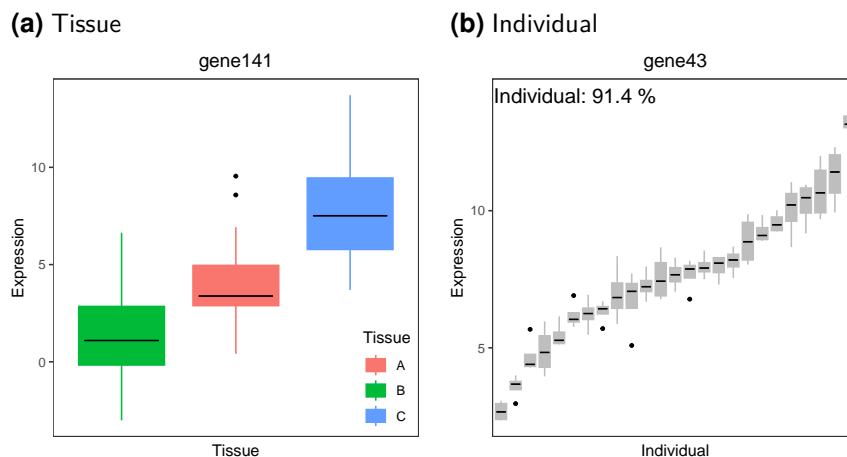 (a) Tissue
gene141
Expression
10
5
0
Tissue
A
B
C
Tissue
(b) Individual
gene43
Individual: 91.4 %
Expression
10
5
Individual